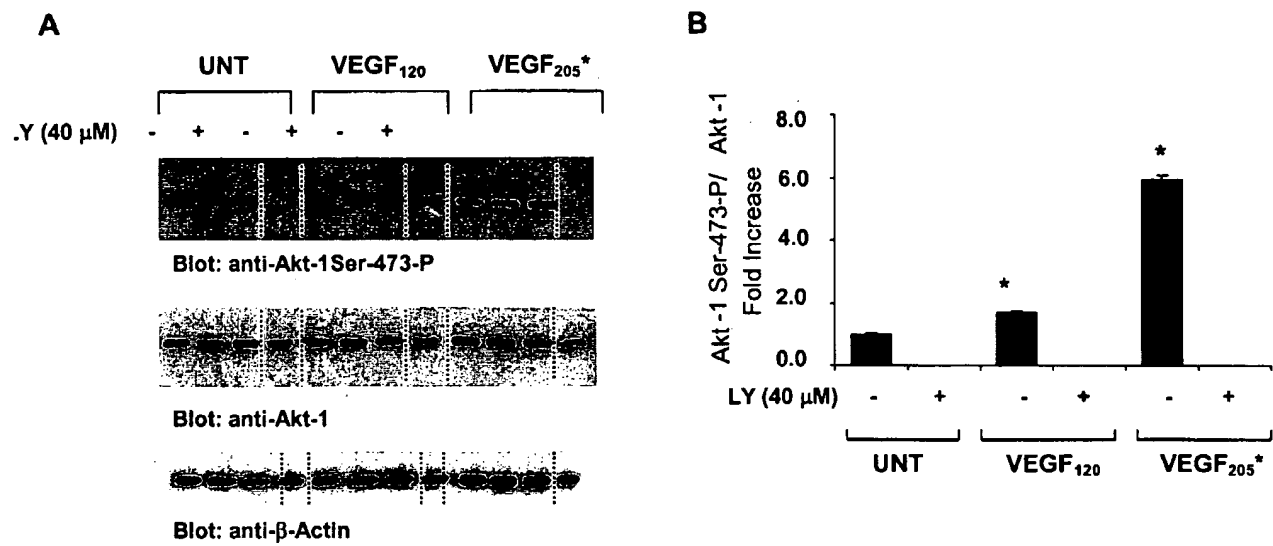 A
UNT VEGF120 VEGF205*
.Y (40 µM) - + - + - +
Blot: anti-Akt-1Ser-473-P
Blot: anti-Akt-1
Blot: anti-β-Actin
B
Akt -1 Ser-473-P/ Akt -1
Fold Increase
8.0
6.0
4.0
2.0
0.0
*
*
LY (40 µM) - + - + - +
UNT VEGF120 VEGF205*